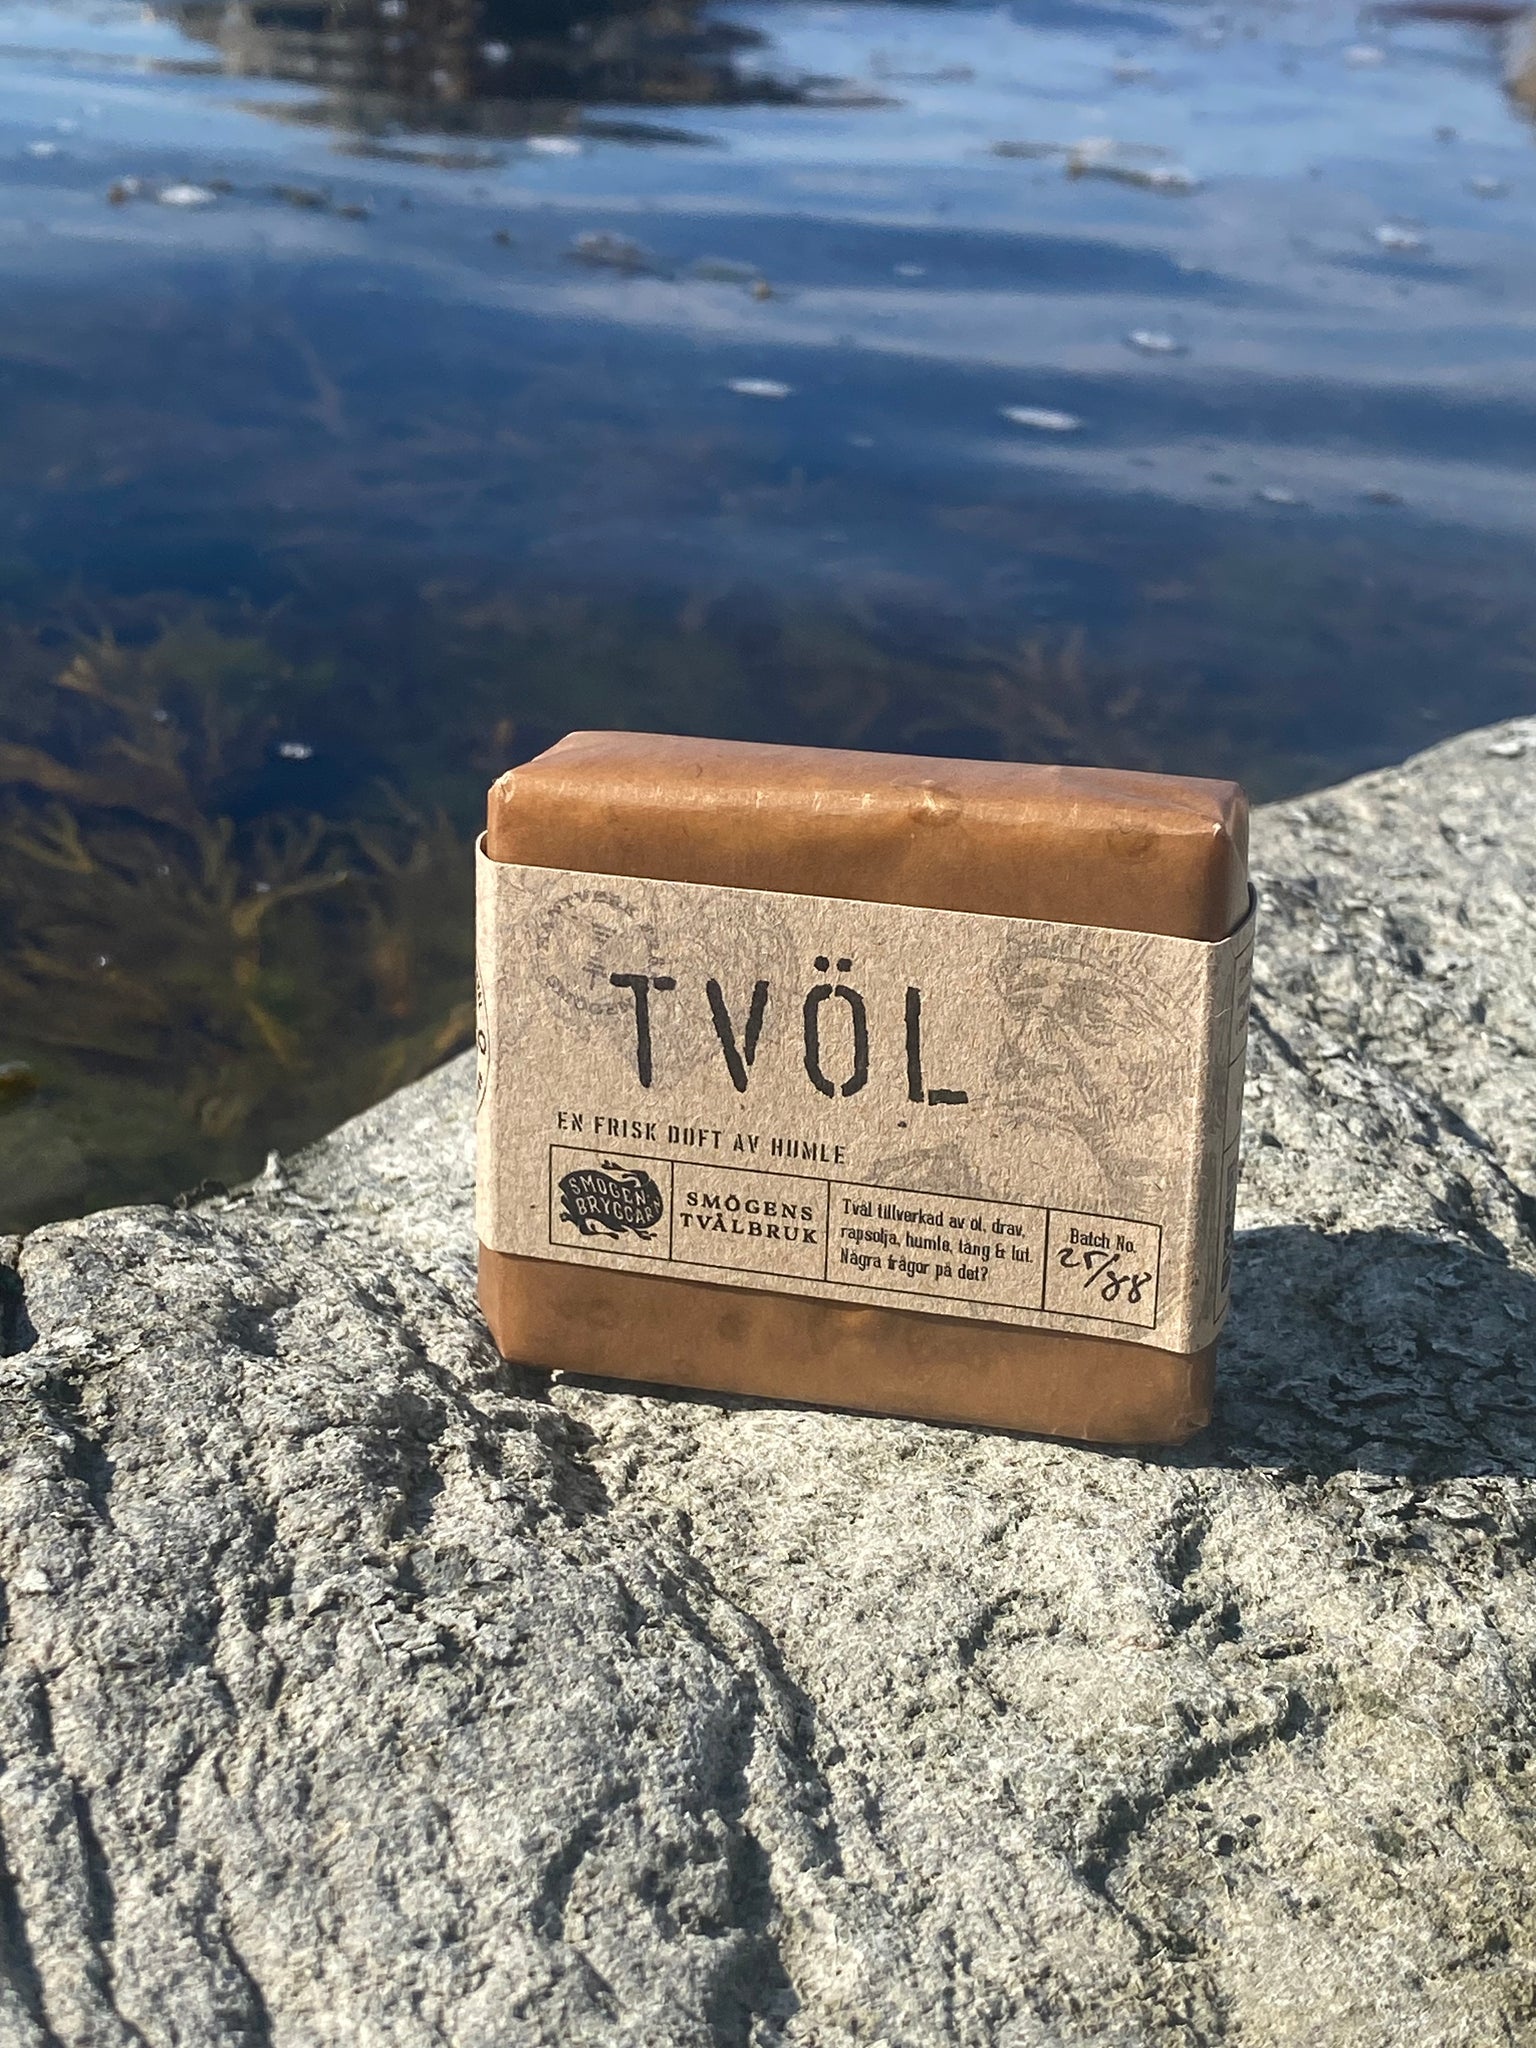 TVÖL
EN FRISK DOFT AV HUMLE
SMÖGEN
BRYGGARN
SMÖGENS
TVÅLBRUK
Tvål tillverkad av öl, drav,
rapsolja, humle, tång & lut.
Några frågor på det?
Batch No.
25/88